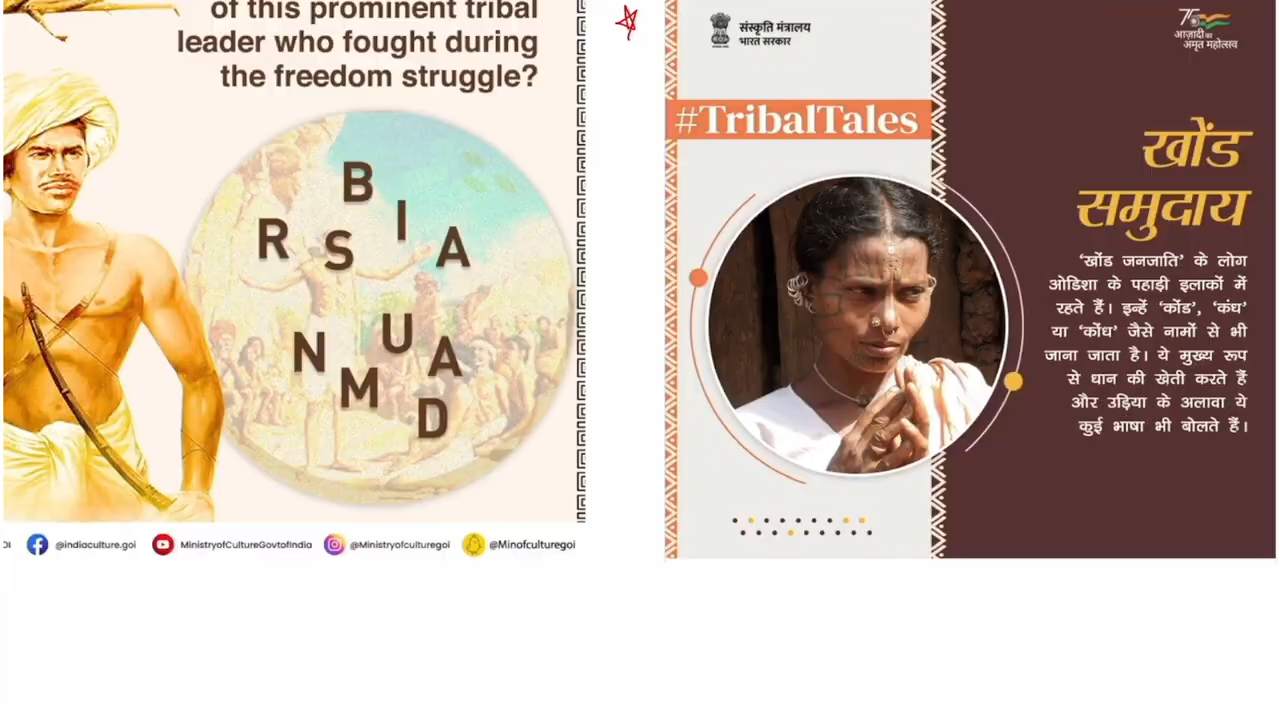 of this prominent tribal
leader who fought during
the freedom struggle?
B
I
R
S
A
U
N
A
M
D
@indiaculture.goi
MinistryofCultureGovtofIndia
@Ministryofculturegoi
@Minofculturegoi
संस्कृति मंत्रालय
भारत सरकार
75
आज़ादी का
अमृत महोत्सव
#TribalTales
खोंड
समुदाय
‘खोंड जनजाति’ के लोग
ओडिशा के पहाड़ी इलाकों में
रहते हैं। इन्हें ‘कोंड’, ‘कंध’
या ‘कोंध’ जैसे नामों से भी
जाना जाता है। ये मुख्य रूप
से धान की खेती करते हैं
और उड़िया के अलावा ये
कुई भाषा भी बोलते हैं।